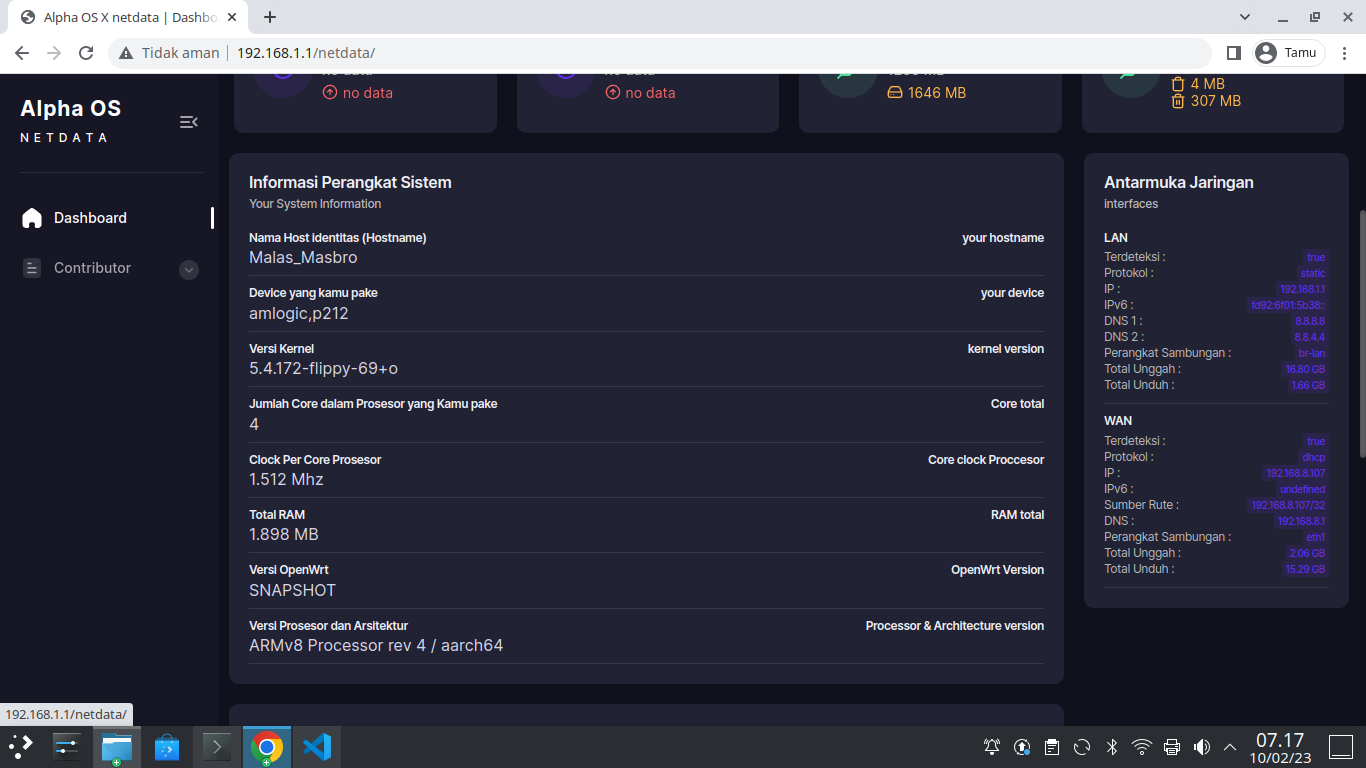 Alpha OS X netdata | Dashbo
Tidak aman
192.168.1.1/netdata/
Tamu
Alpha OS
NETDATA
Dashboard
Contributor
no data
no data
1646 MB
4 MB
307 MB
Informasi Perangkat Sistem
Your System Information
Nama Host identitas (Hostname) your hostname
Malas_Masbro
Device yang kamu pake your device
amlogic,p212
Versi Kernel kernel version
5.4.172-flippy-69+o
Jumlah Core dalam Prosesor yang Kamu pake Core total
4
Clock Per Core Prosesor Core clock Proccesor
1.512 Mhz
Total RAM RAM total
1.898 MB
Versi OpenWrt OpenWrt Version
SNAPSHOT
Versi Prosesor dan Arsitektur Processor & Architecture version
ARMv8 Processor rev 4 / aarch64
Antarmuka Jaringan
interfaces
LAN
Terdeteksi : true
Protokol : static
IP : 192.168.1.1
IPv6 : fd92:6f01:5b38::
DNS 1 : 8.8.8.8
DNS 2 : 8.8.4.4
Perangkat Sambungan : br-lan
Total Unggah : 16.80 GB
Total Unduh : 1.66 GB
WAN
Terdeteksi : true
Protokol : dhcp
IP : 192.168.8.107
IPv6 : undefined
Sumber Rute : 192.168.8.107/32
DNS : 192.168.8.1
Perangkat Sambungan : eth1
Total Unggah : 2.06 GB
Total Unduh : 15.29 GB
192.168.1.1/netdata/
07.17
10/02/23